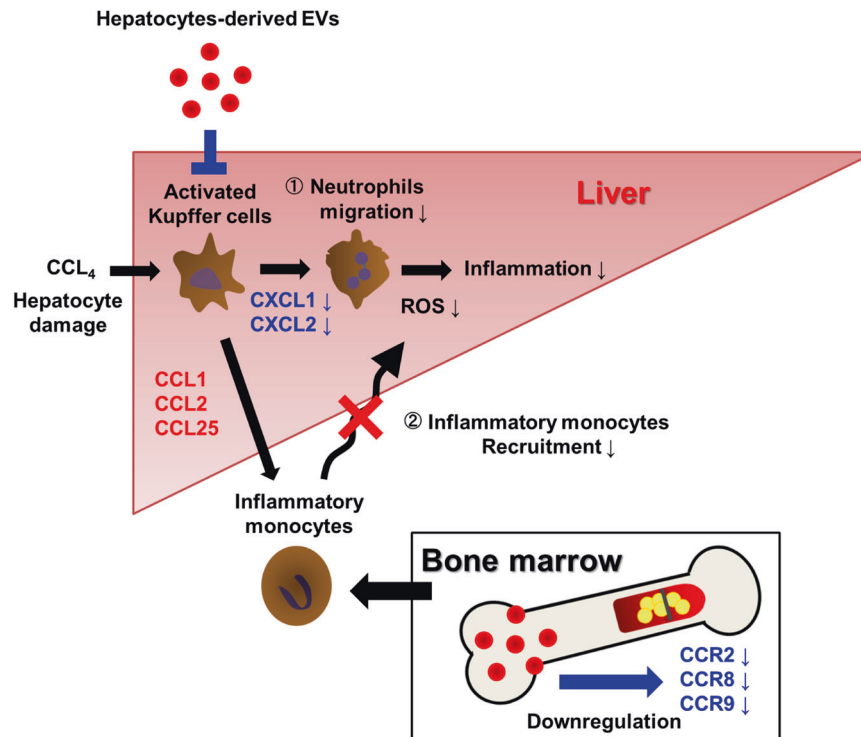 Hepatocytes-derived EVs
Activated
Kupffer cells
① Neutrophils
migration ↓
Liver
CCL₄
Hepatocyte
damage
CXCL1 ↓
CXCL2 ↓
Inflammation ↓
ROS ↓
CCL1
CCL2
CCL25
② Inflammatory monocytes
Recruitment ↓
Inflammatory
monocytes
Bone marrow
CCR2 ↓
CCR8 ↓
CCR9 ↓
Downregulation